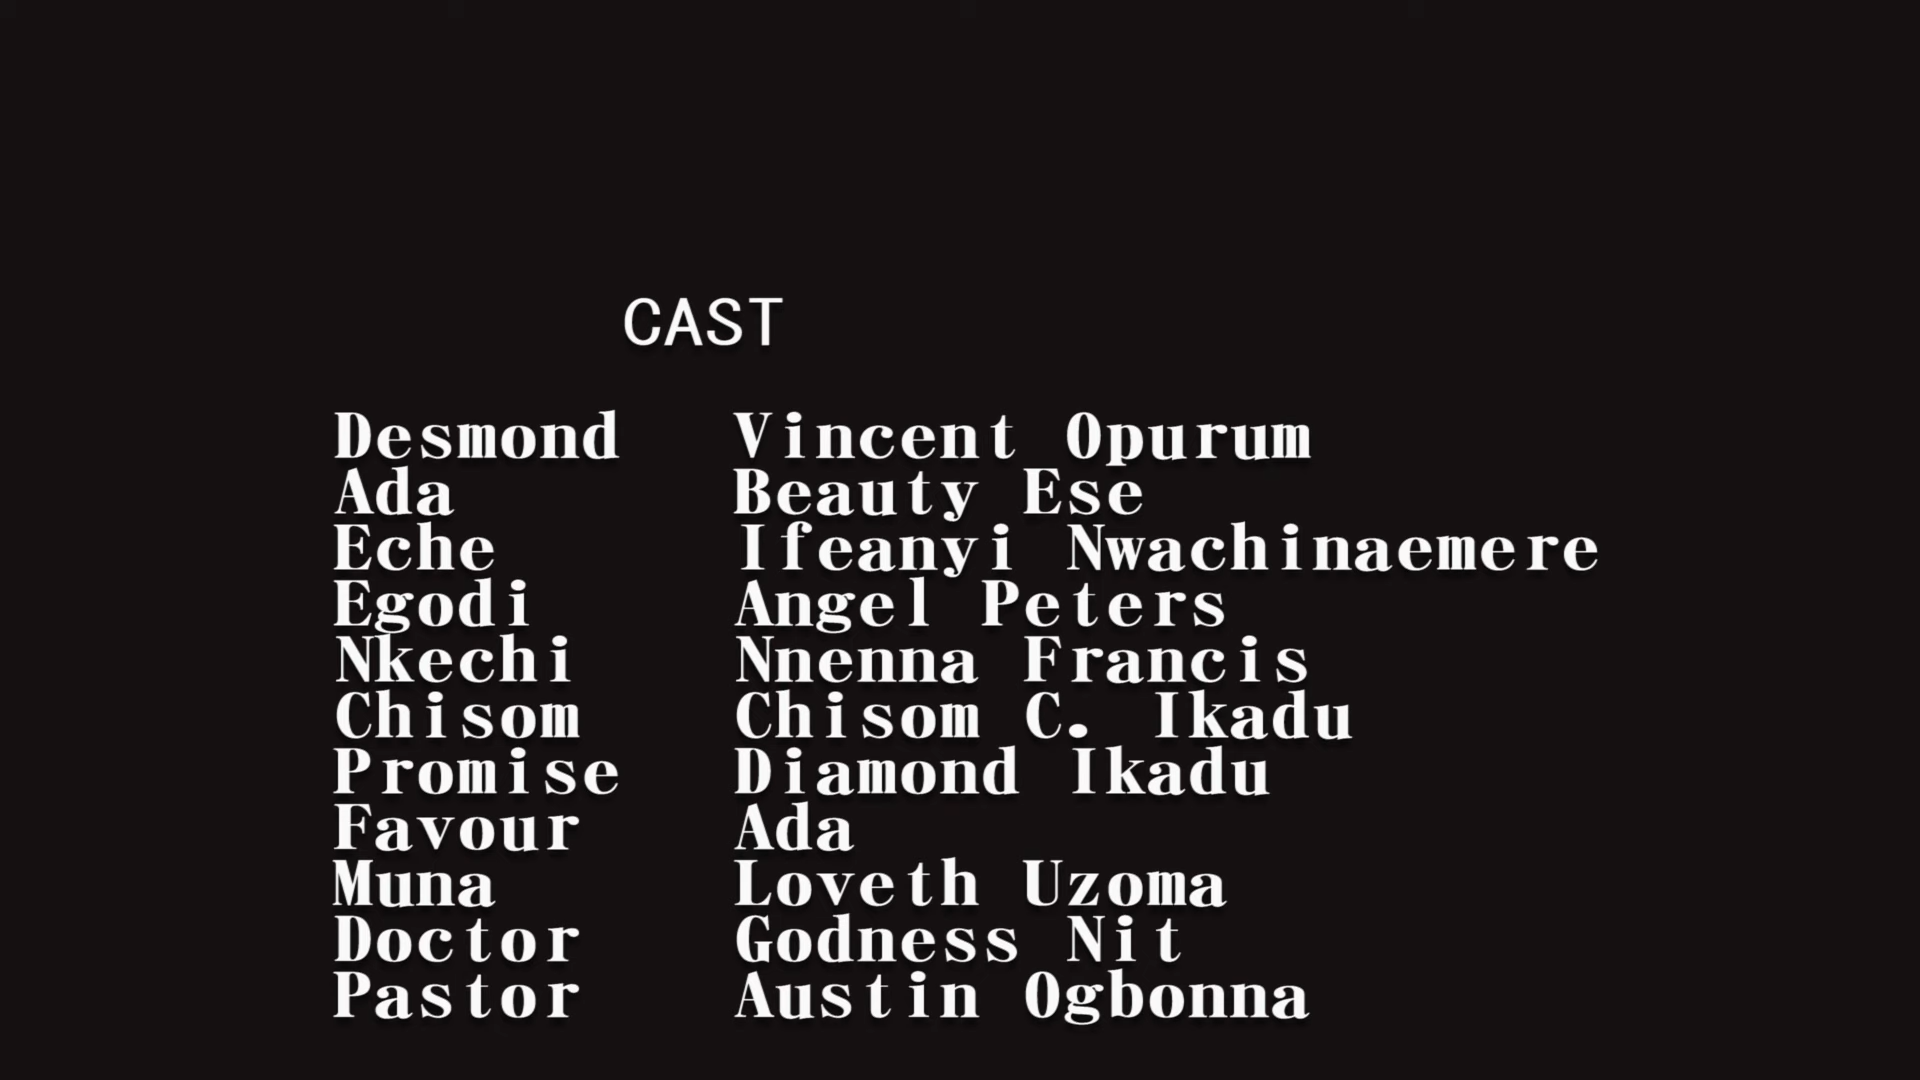 CAST
Desmond Vincent Opurum
Ada Beauty Ese
Eche Ifeanyi Nwachinaemere
Egodi Angel Peters
Nkechi Nnenna Francis
Chisom Chisom C. Ikadu
Promise Diamond Ikadu
Favour Ada
Muna Loveth Uzoma
Doctor Godness Nit
Pastor Austin Ogbonna